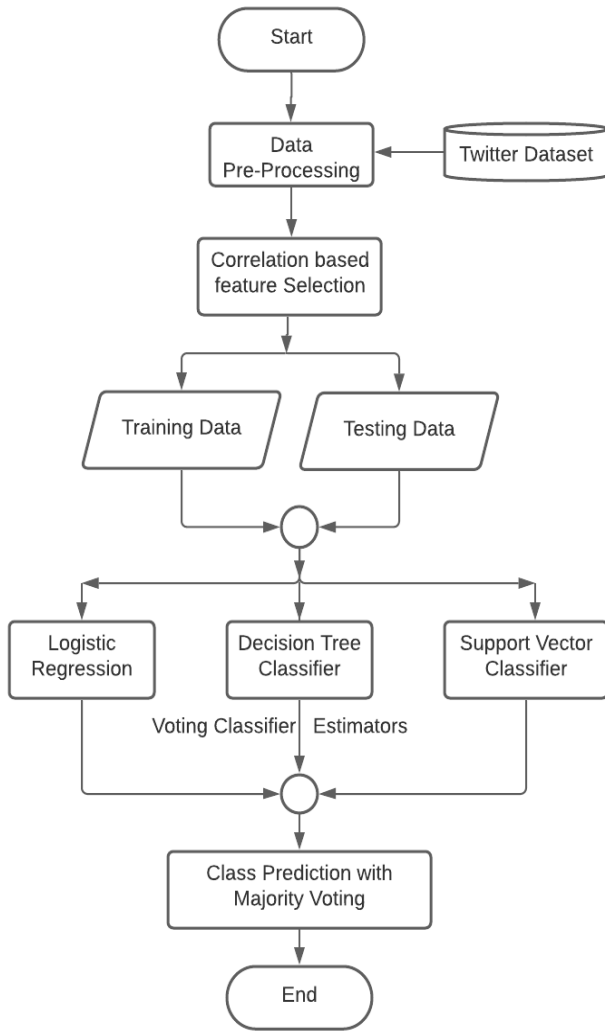 Start
Data
Pre-Processing
Twitter Dataset
Correlation based
feature Selection
Training Data
Testing Data
Logistic
Regression
Decision Tree
Classifier
Support Vector
Classifier
Voting Classifier
Estimators
Class Prediction with
Majority Voting
End